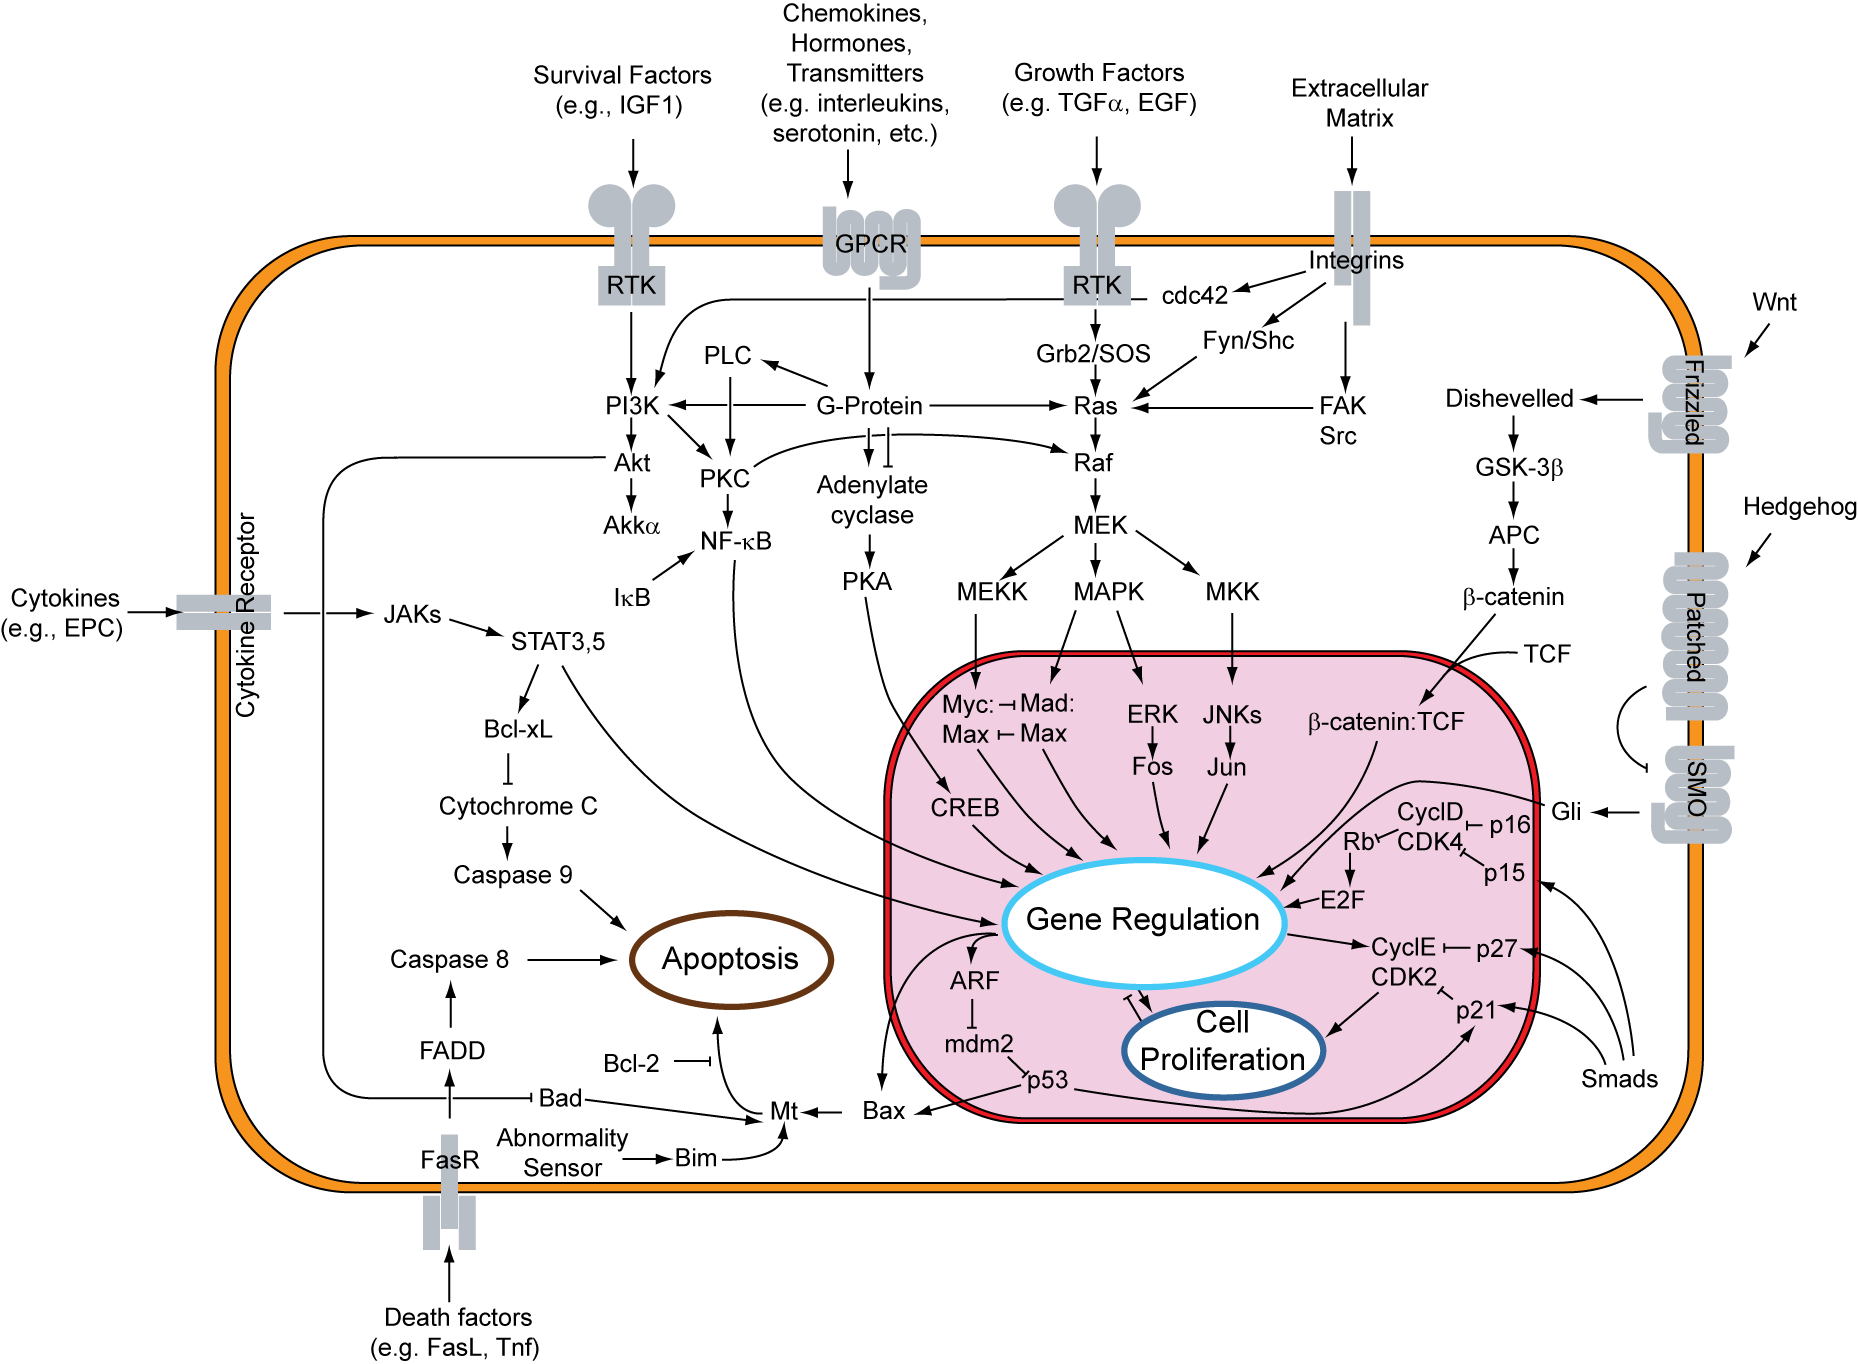 Chemokines,
Hormones,
Transmitters
(e.g. interleukins,
serotonin, etc.)
Survival Factors
(e.g., IGF1)
Growth Factors
(e.g. TGFα, EGF)
Extracellular
Matrix
RTK
GPCR
RTK
Integrins
cdc42
Fyn/Shc
Wnt
Frizzled
PLC
Grb2/SOS
PI3K
G-Protein
Ras
FAK
Src
Dishevelled
Akt
PKC
Raf
GSK-3β
Adenylate
cyclase
Akkα
NF-κB
MEK
APC
Hedgehog
Patched
IκB
PKA
MEKK
MAPK
MKK
β-catenin
TCF
Cytokines
(e.g., EPC)
Cytokine Receptor
JAKs
STAT3,5
Myc:
Max
Mad:
Max
ERK
JNKs
β-catenin:TCF
Bcl-xL
Fos
Jun
SMO
Cytochrome C
CREB
Gli
CyclD
CDK4
p16
Rb
p15
Caspase 9
E2F
Gene Regulation
Caspase 8
Apoptosis
CyclE
CDK2
p27
ARF
p21
mdm2
Cell
Proliferation
FADD
Bcl-2
p53
Smads
Bad
Mt
Bax
Abnormality
Sensor
Bim
FasR
Death factors
(e.g. FasL, Tnf)